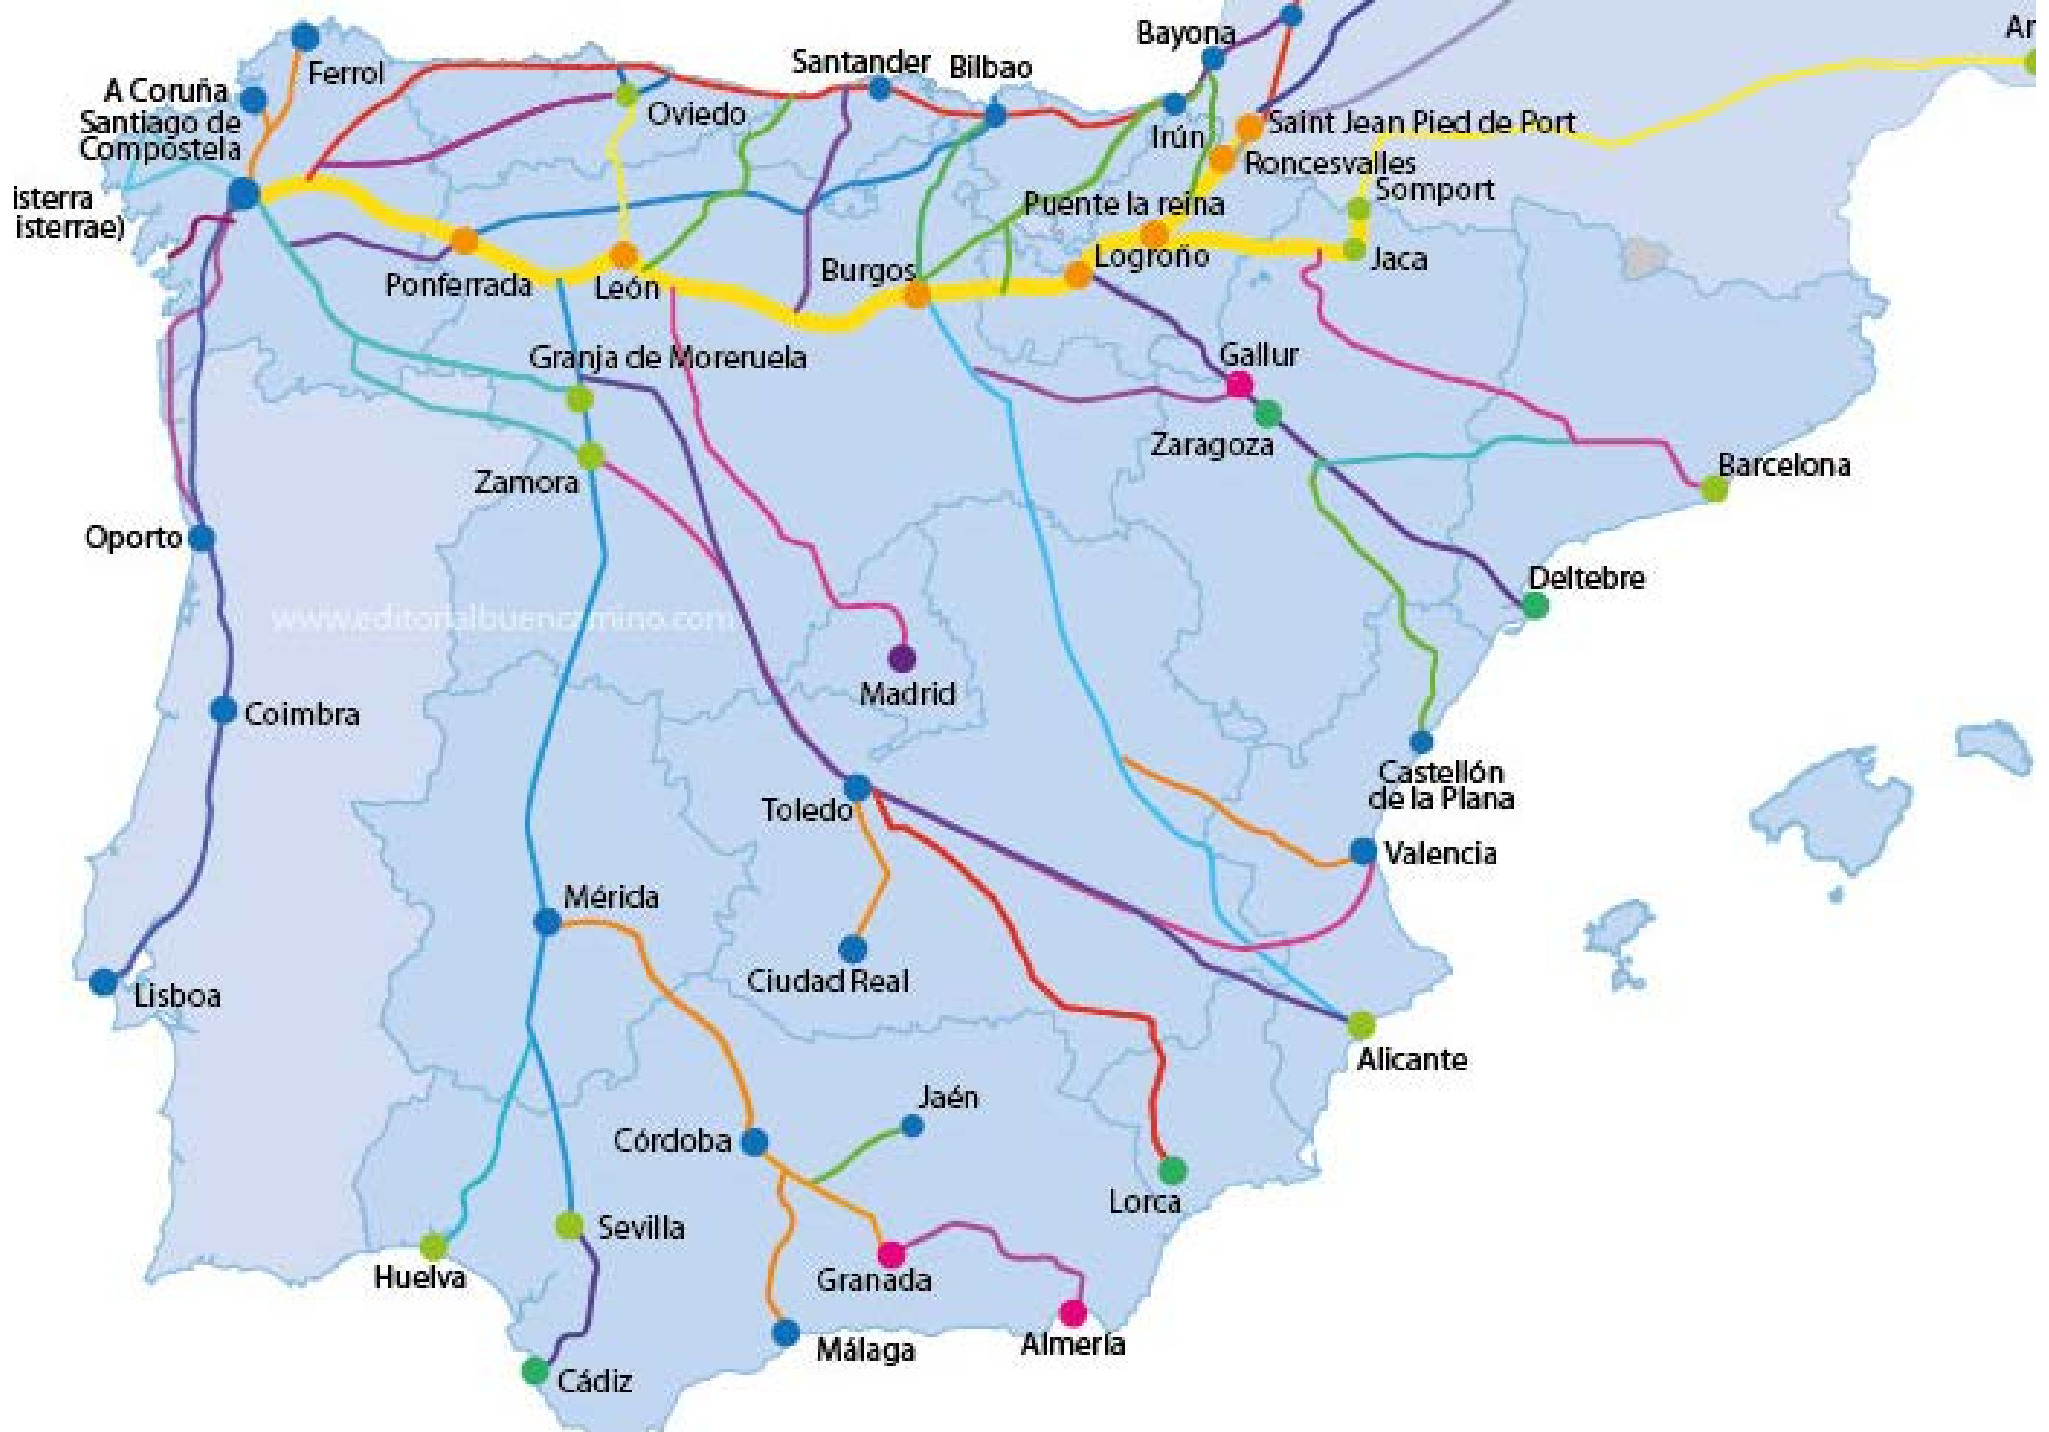 Bayona
Ar
Ferrol
Santander
Bilbao
A Coruña
Santiago de
Compostela
Oviedo
Irún
Saint Jean Pied de Port
Roncesvalles
Somport
isterra
isterrae)
Puente la reina
Logroño
Jaca
Ponferrada
León
Burgos
Granja de Moreruela
Gallur
Zaragoza
Barcelona
Zamora
Oporto
Deltebre
www.editorialbuencamino.com
Madrid
Coimbra
Castellón
de la Plana
Toledo
Valencia
Mérida
Ciudad Real
Lisboa
Alicante
Jaén
Córdoba
Lorca
Sevilla
Huelva
Granada
Málaga
Almería
Cádiz